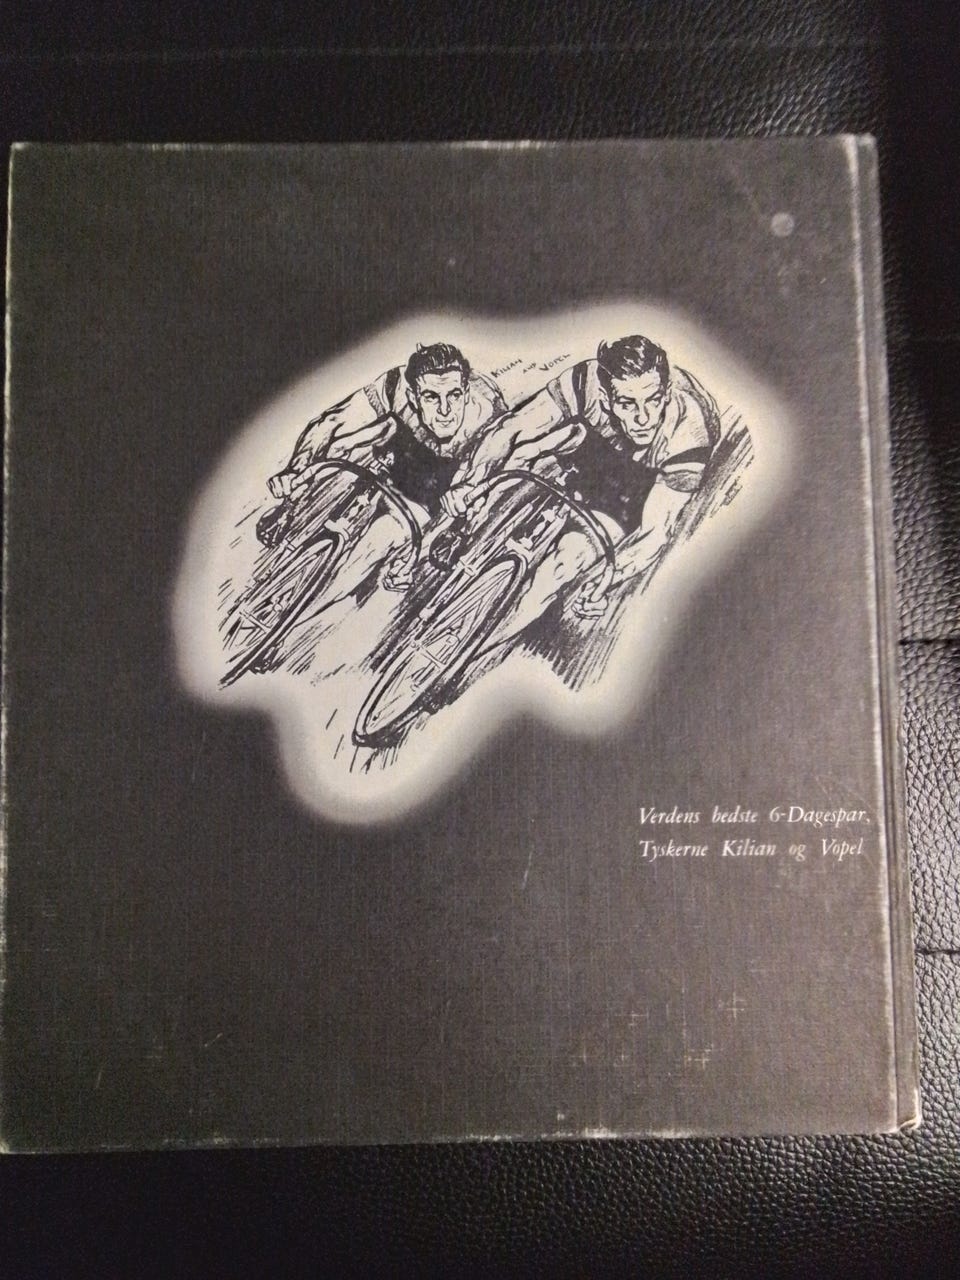 KILIAN AND VOPEL
Verdens bedste 6-Dagespar,
Tyskerne Kilian og Vopel